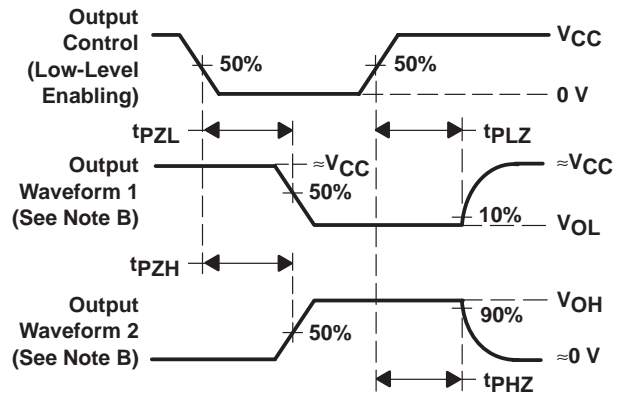 Output
Control
(Low-Level
Enabling)
50%
50%
VCC
0 V
tPZL
tPLZ
Output
Waveform 1
(See Note B)
≈VCC
50%
≈VCC
10%
VOL
tPZH
Output
Waveform 2
(See Note B)
50%
VOH
90%
≈0 V
tPHZ